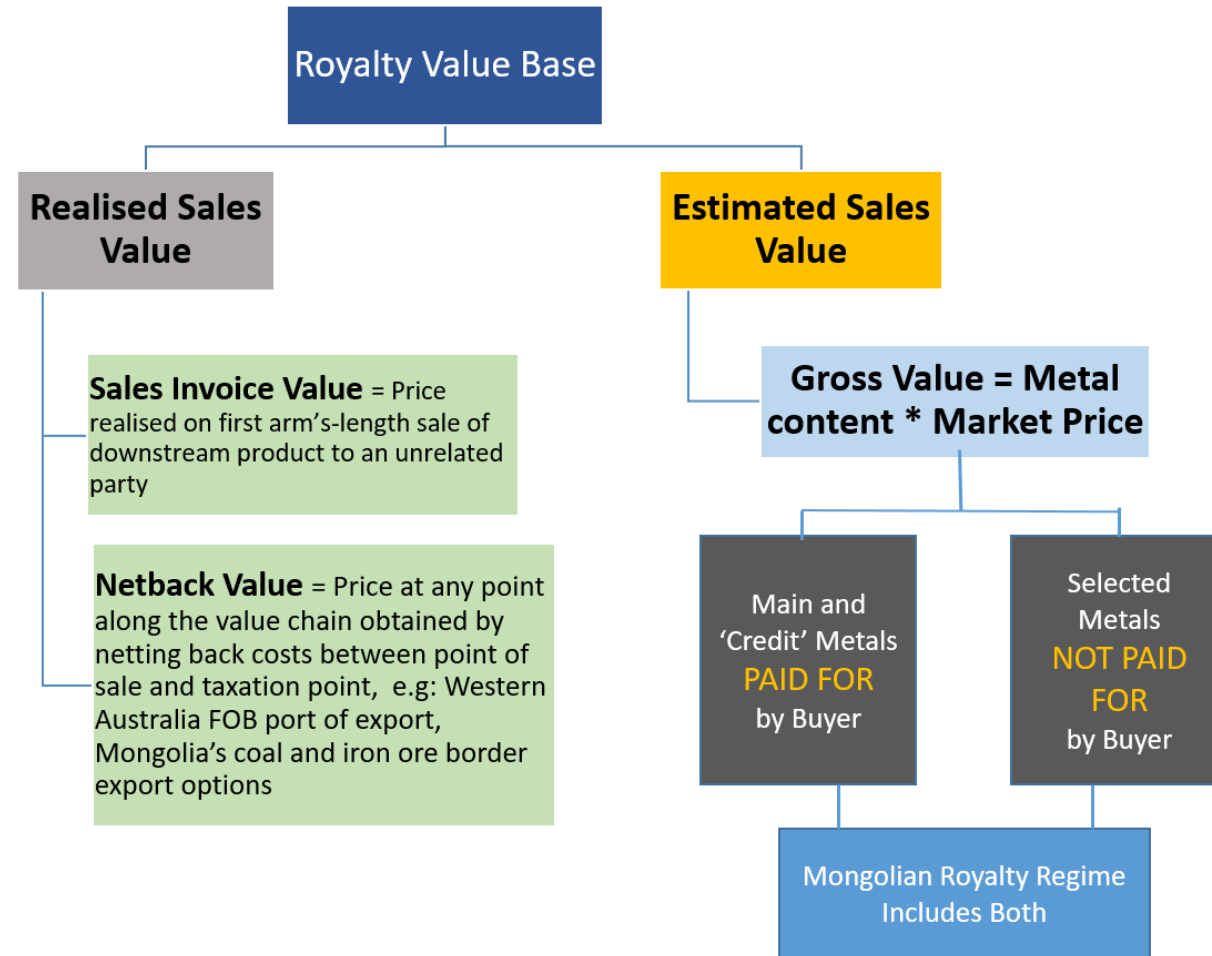 Royalty Value Base
Realised Sales
Value
Estimated Sales
Value
Sales Invoice Value = Price
realised on first arm’s-length sale of
downstream product to an unrelated
party
Netback Value = Price at any point
along the value chain obtained by
netting back costs between point of
sale and taxation point, e.g: Western
Australia FOB port of export,
Mongolia’s coal and iron ore border
export options
Gross Value = Metal
content * Market Price
Main and
‘Credit’ Metals
PAID FOR
by Buyer
Selected
Metals
NOT PAID
FOR
by Buyer
Mongolian Royalty Regime
Includes Both